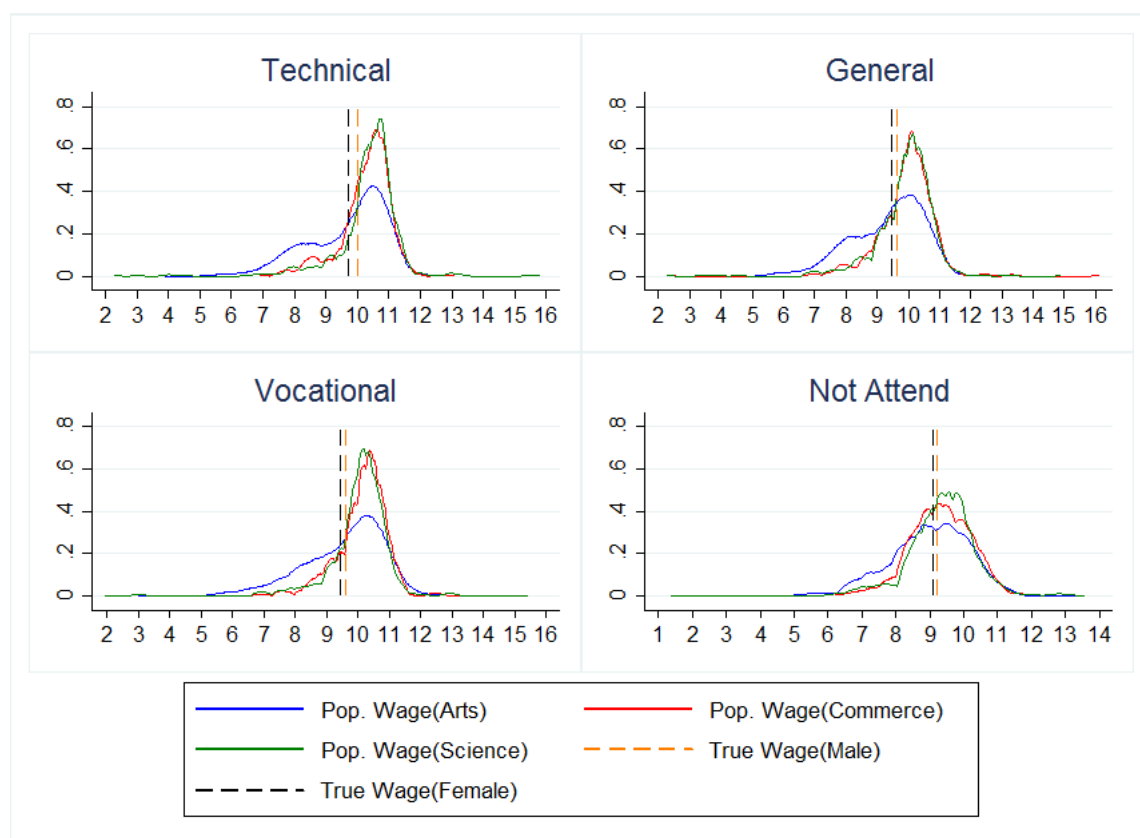 Technical
.8
.6
.4
.2
0
2 3 4 5 6 7 8 9 10 11 12 13 14 15 16
General
.8
.6
.4
.2
0
2 3 4 5 6 7 8 9 10 11 12 13 14 15 16
Vocational
.8
.6
.4
.2
0
2 3 4 5 6 7 8 9 10 11 12 13 14 15 16
Not Attend
.8
.6
.4
.2
0
1 2 3 4 5 6 7 8 9 10 11 12 13 14
Pop. Wage(Arts)
Pop. Wage(Commerce)
Pop. Wage(Science)
True Wage(Male)
True Wage(Female)